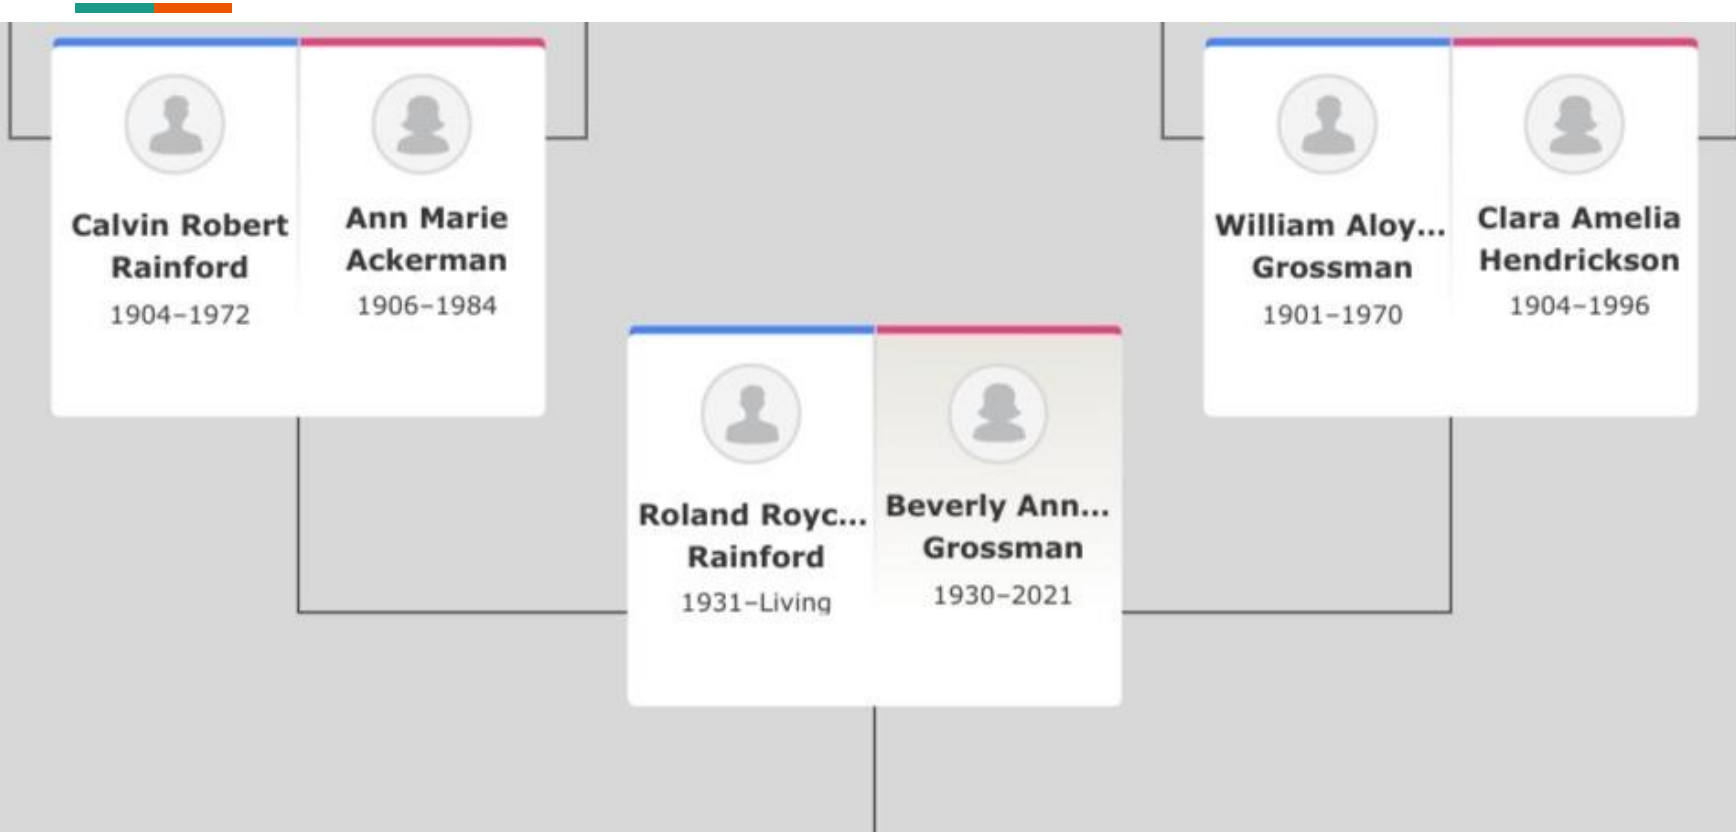 Calvin Robert
Rainford
1904–1972
Ann Marie
Ackerman
1906–1984
William Aloy...
Grossman
1901–1970
Clara Amelia
Hendrickson
1904–1996
Roland Royc...
Rainford
1931–Living
Beverly Ann...
Grossman
1930–2021